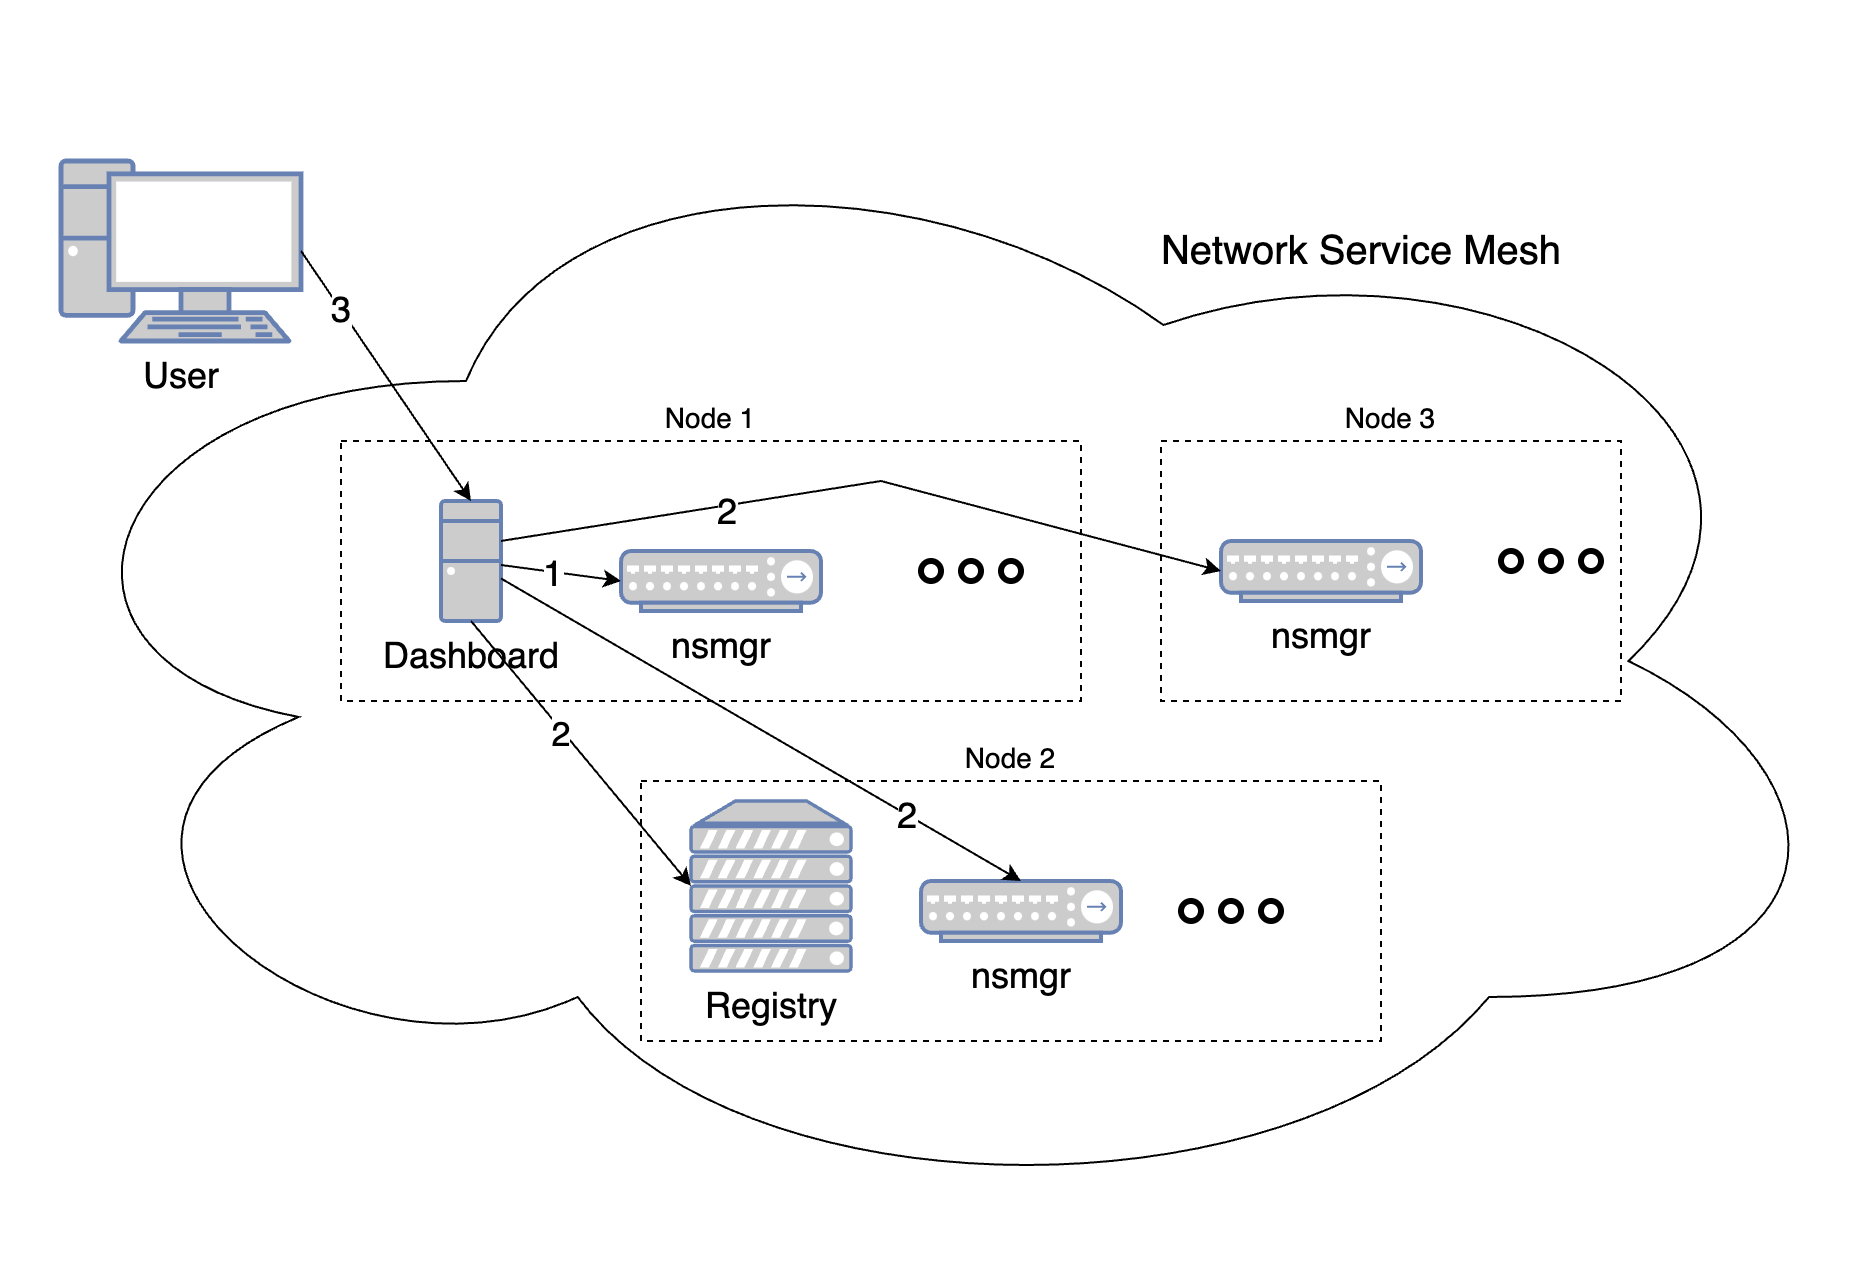 Network Service Mesh
3
User
Node 1
Node 3
2
1
nsmgr
nsmgr
Dashboard
2
Node 2
2
nsmgr
Registry